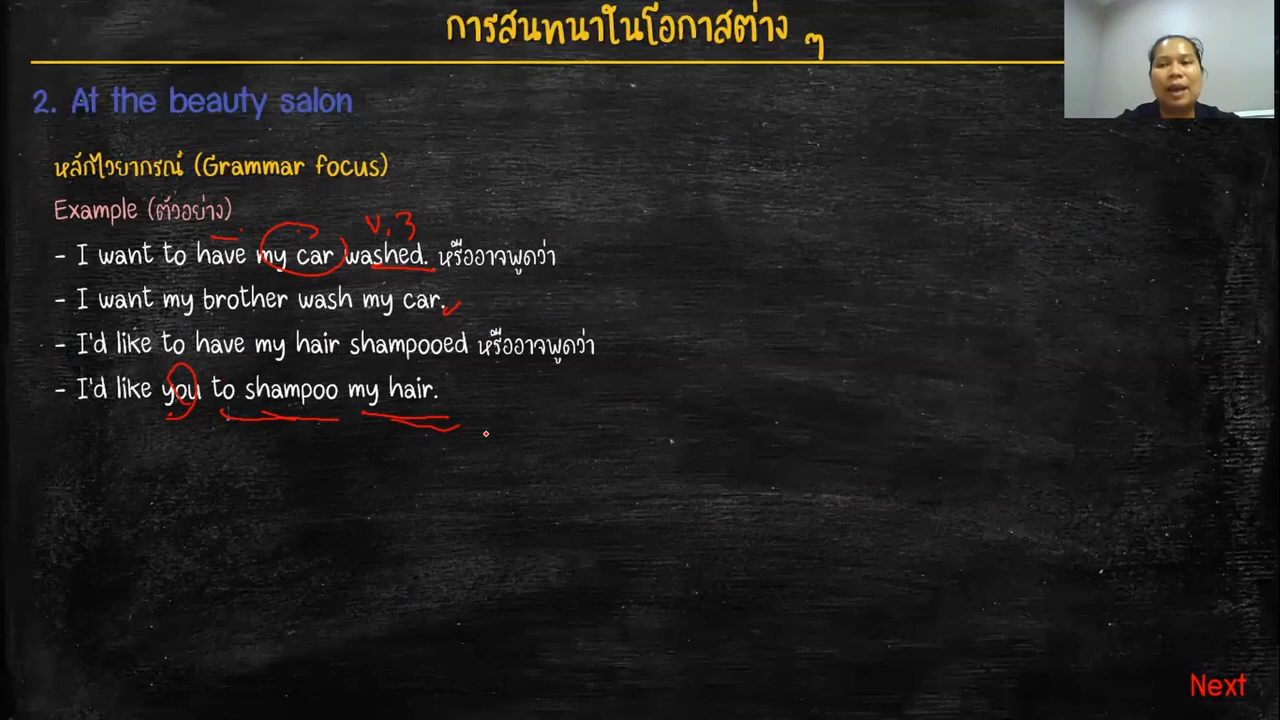 การสนทนาในโอกาสต่าง ๆ
2. At the beauty salon
หลักไวยากรณ์ (Grammar focus)
Example (ตัวอย่าง)
v. 3
- I want to have my car washed. หรืออาจพูดว่า
- I want my brother wash my car.
- I'd like to have my hair shampooed หรืออาจพูดว่า
- I'd like you to shampoo my hair.
Next